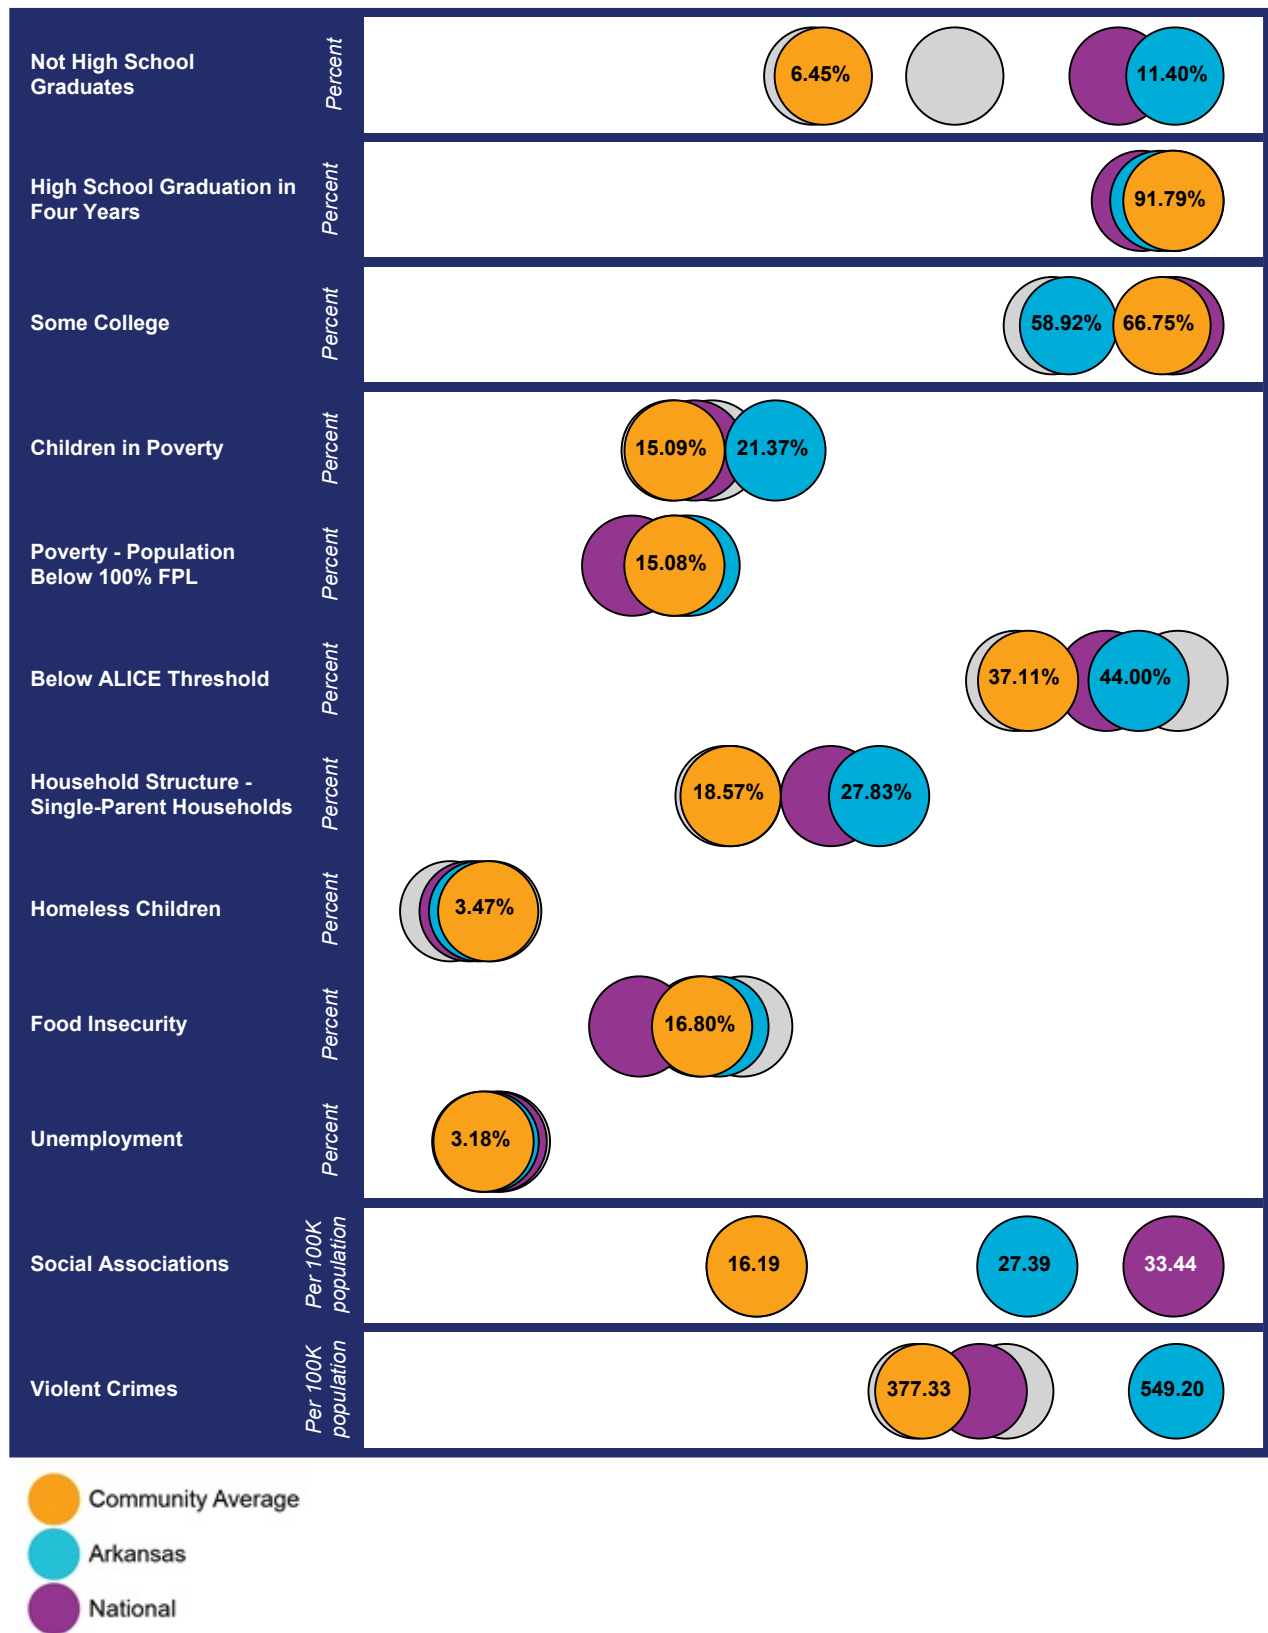 Not High School
Graduates
Percent
6.45%
11.40%
High School Graduation in
Four Years
Percent
91.79%
Some College
Percent
58.92%
66.75%
Children in Poverty
Percent
15.09%
21.37%
Poverty - Population
Below 100% FPL
Percent
15.08%
Below ALICE Threshold
Percent
37.11%
44.00%
Household Structure -
Single-Parent Households
Percent
18.57%
27.83%
Homeless Children
Percent
3.47%
Food Insecurity
Percent
16.80%
Unemployment
Percent
3.18%
Social Associations
Per 100K
population
16.19
27.39
33.44
Violent Crimes
Per 100K
population
377.33
549.20
Community Average
Arkansas
National